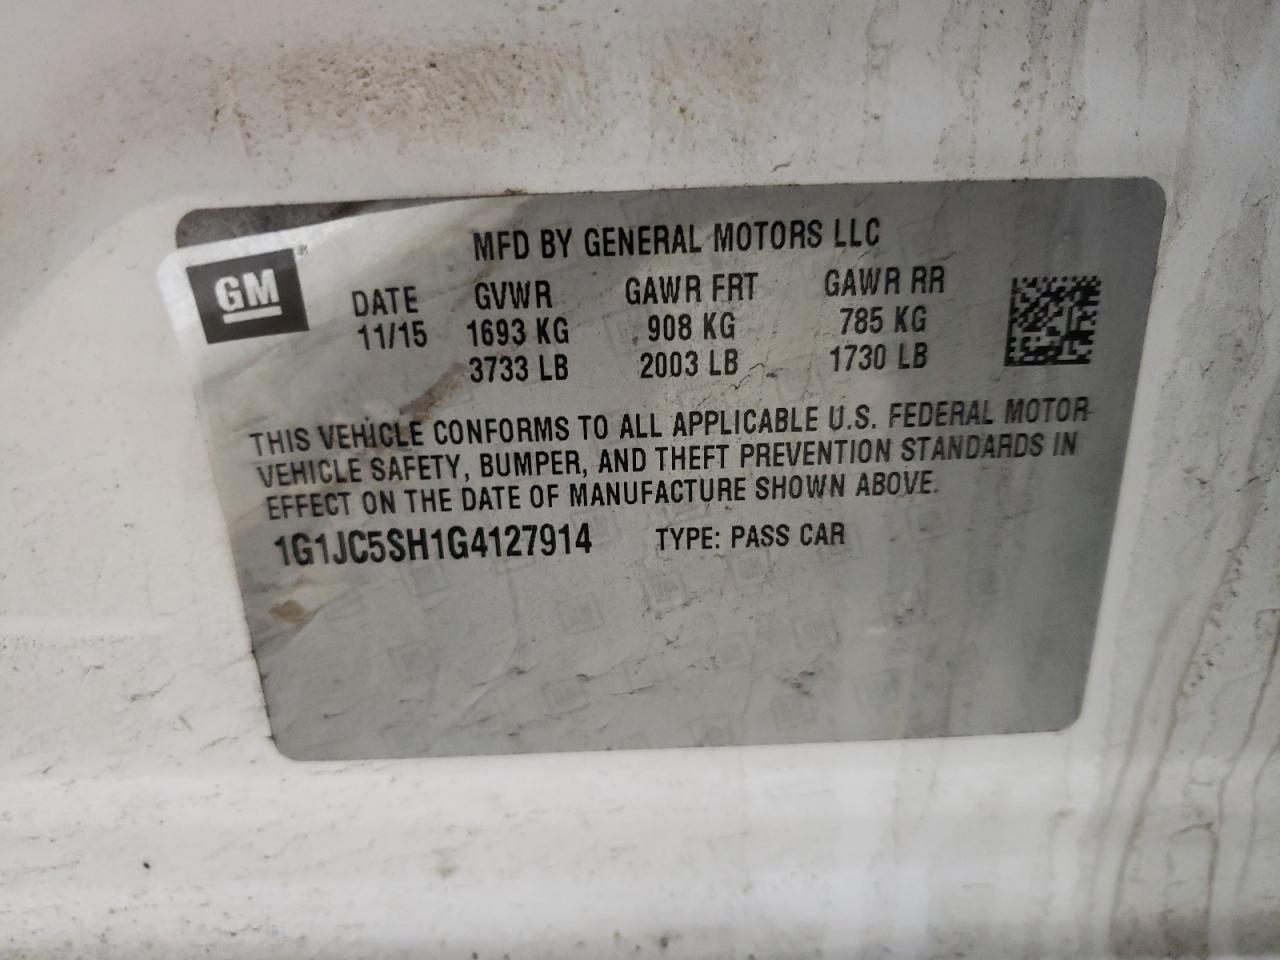 MFD BY GENERAL MOTORS LLC
GM®
DATE GVWR GAWR FRT GAWR RR
11/15 1693 KG 908 KG 785 KG
3733 LB 2003 LB 1730 LB
THIS VEHICLE CONFORMS TO ALL APPLICABLE U.S. FEDERAL MOTOR
VEHICLE SAFETY, BUMPER, AND THEFT PREVENTION STANDARDS IN
EFFECT ON THE DATE OF MANUFACTURE SHOWN ABOVE.
1G1JC5SH1G4127914 TYPE: PASS CAR